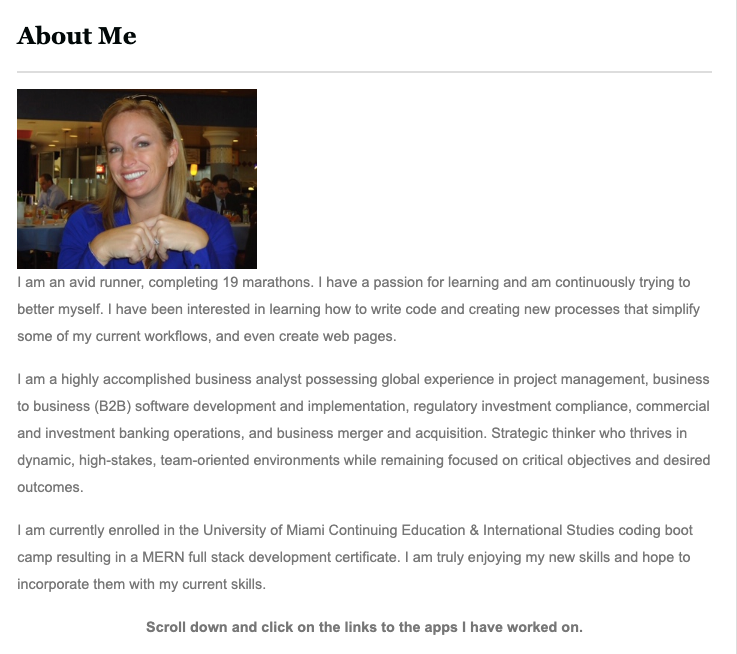 About Me
I am an avid runner, completing 19 marathons. I have a passion for learning and am continuously trying to
better myself. I have been interested in learning how to write code and creating new processes that simplify
some of my current workflows, and even create web pages.
I am a highly accomplished business analyst possessing global experience in project management, business
to business (B2B) software development and implementation, regulatory investment compliance, commercial
and investment banking operations, and business merger and acquisition. Strategic thinker who thrives in
dynamic, high-stakes, team-oriented environments while remaining focused on critical objectives and desired
outcomes.
I am currently enrolled in the University of Miami Continuing Education & International Studies coding boot
camp resulting in a MERN full stack development certificate. I am truly enjoying my new skills and hope to
incorporate them with my current skills.
Scroll down and click on the links to the apps I have worked on.